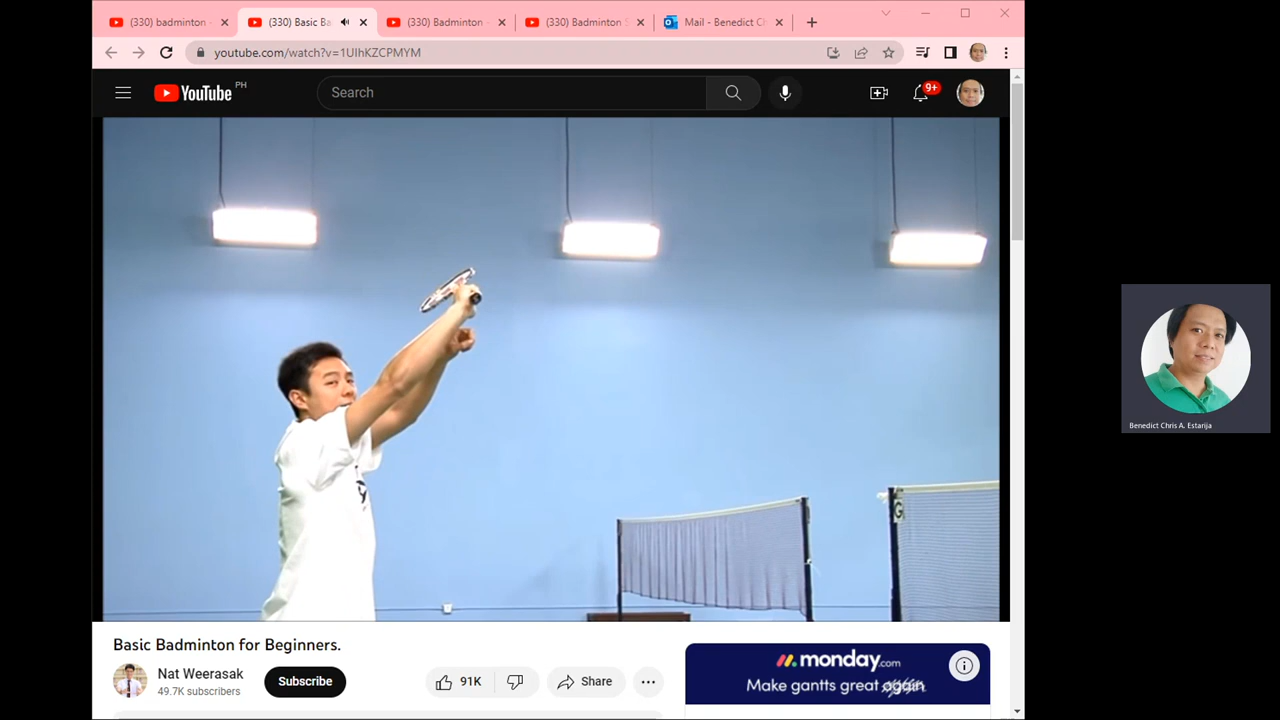 (330) badminton -
(330) Basic Ba
(330) Badminton -
(330) Badminton S
Mail - Benedict Ch
youtube.com/watch?v=1UIhKZCPMYM
YouTube PH
Search
9+
Benedict Chris A. Estarija
Basic Badminton for Beginners.
Nat Weerasak
49.7K subscribers
Subscribe
91K
Share
monday.com
Make gantts great again